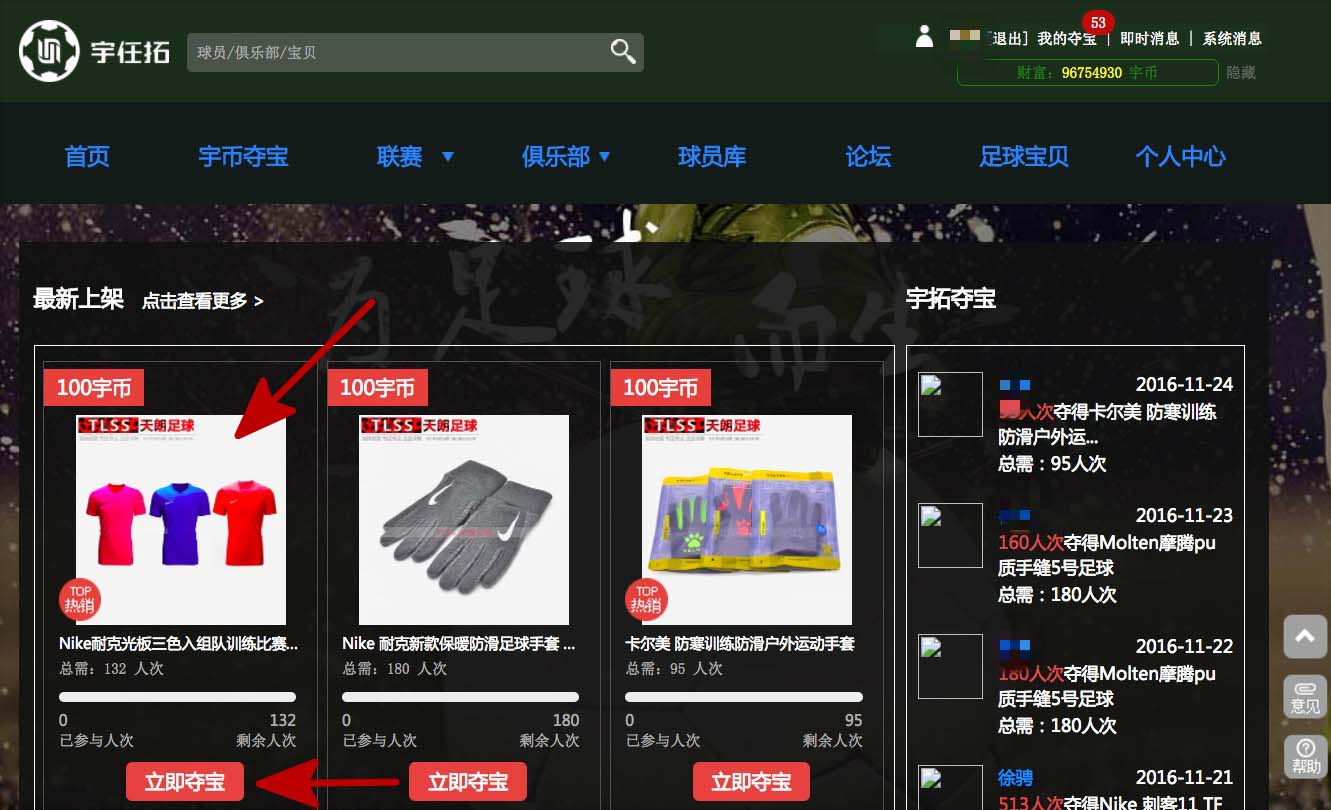 宇任拓
球员/俱乐部/宝贝
53
[退出] 我的夺宝 | 即时消息 | 系统消息
财富: 96754930 宇币 隐藏
首页 宇币夺宝 联赛 ▼ 俱乐部 ▼ 球员库 论坛 足球宝贝 个人中心
最新上架 点击查看更多 >
100宇币
TLSS 天朗足球
TOP
热销
Nike耐克光板三色入组队训练比赛...
总需: 132 人次
0 132
已参与人次 剩余人次
立即夺宝
100宇币
TLSS 天朗足球
Nike 耐克新款保暖防滑足球手套 ...
总需: 180 人次
0 180
已参与人次 剩余人次
立即夺宝
100宇币
TLSS 天朗足球
TOP
热销
卡尔美 防寒训练防滑户外运动手套
总需: 95 人次
0 95
已参与人次 剩余人次
立即夺宝
宇拓夺宝
2016-11-24
人次夺得卡尔美 防寒训练
防滑户外运...
总需：95人次
2016-11-23
160人次夺得Molten摩腾pu
质手缝5号足球
总需：180人次
2016-11-22
180人次夺得Molten摩腾pu
质手缝5号足球
总需：180人次
徐骋 2016-11-21
513人次夺得Nike 刺客11 TF
意见
帮助